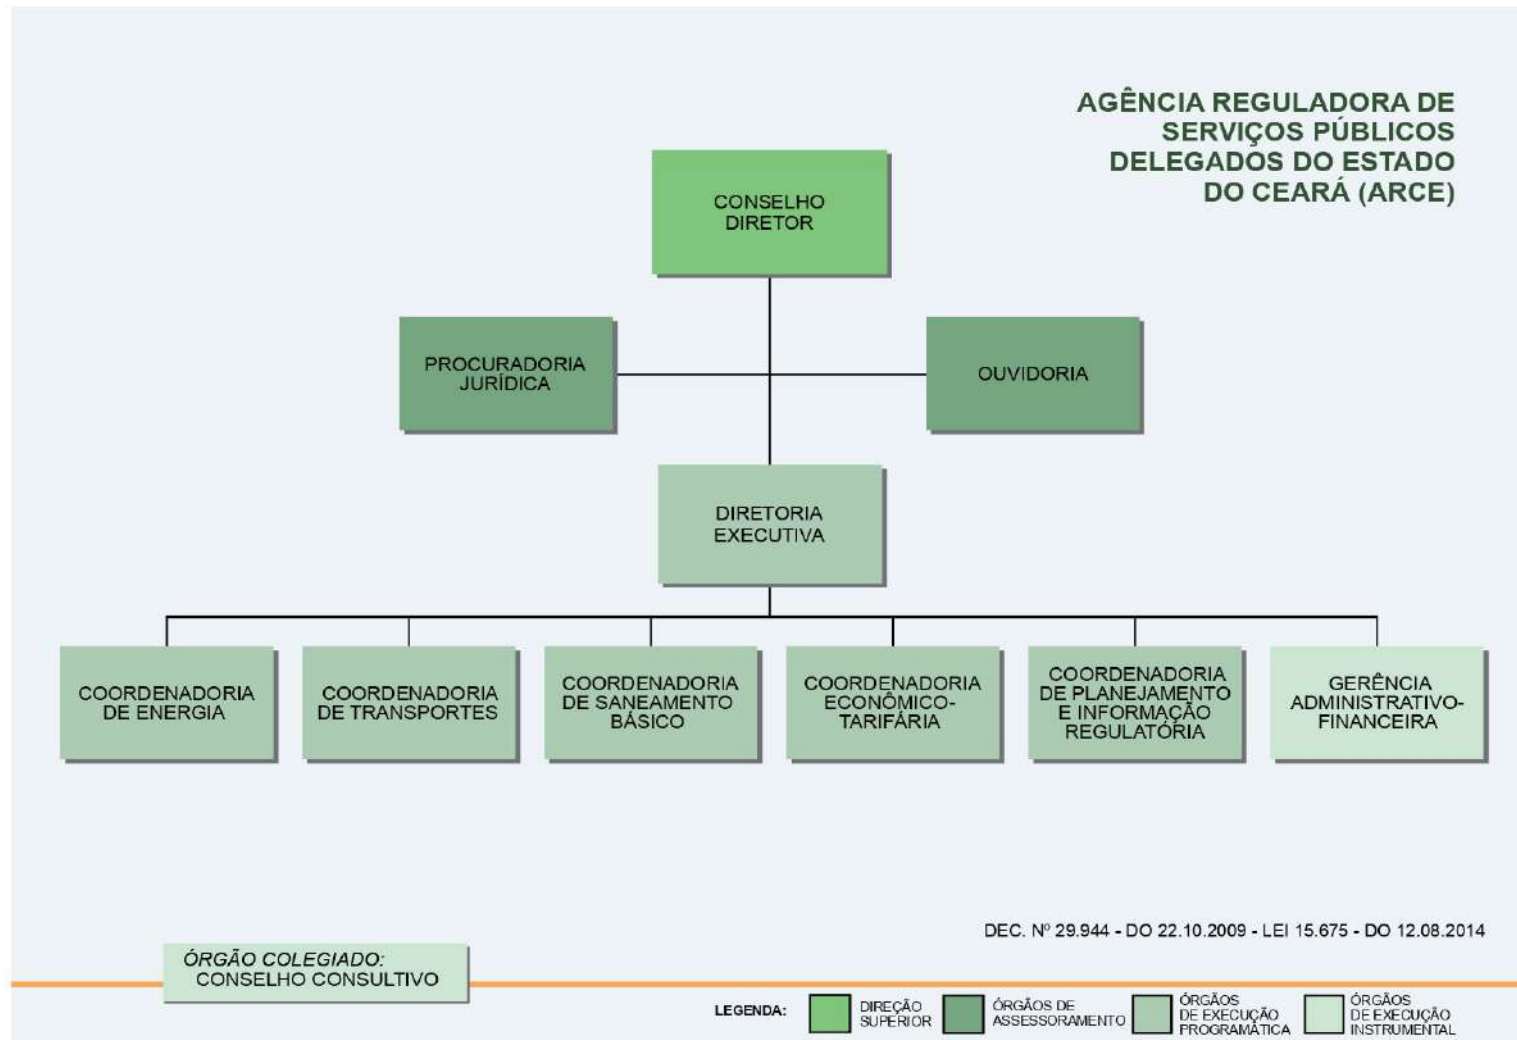 AGÊNCIA REGULADORA DE
SERVIÇOS PÚBLICOS
DELEGADOS DO ESTADO
DO CEARÁ (ARCE)
CONSELHO
DIRETOR
PROCURADORIA
JURÍDICA
OUVIDORIA
DIRETORIA
EXECUTIVA
COORDENADORIA
DE ENERGIA
COORDENADORIA
DE TRANSPORTES
COORDENADORIA
DE SANEAMENTO
BÁSICO
COORDENADORIA
ECONÔMICO-
TARIFÁRIA
COORDENADORIA
DE PLANEJAMENTO
E INFORMAÇÃO
REGULATÓRIA
GERÊNCIA
ADMINISTRATIVO-
FINANCEIRA
DEC. Nº 29.944 - DO 22.10.2009 - LEI 15.675 - DO 12.08.2014
ÓRGÃO COLEGIADO:
CONSELHO CONSULTIVO
LEGENDA:
DIREÇÃO
SUPERIOR
ÓRGÃOS DE
ASSESSORAMENTO
ÓRGÃOS
DE EXECUÇÃO
PROGRAMÁTICA
ÓRGÃOS
DE EXECUÇÃO
INSTRUMENTAL